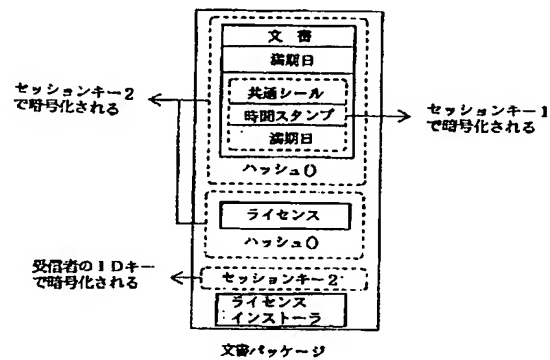 文書
満期日
共通シール
時間スタンプ
満期日
ハッシュ()
セッションキー2
で暗号化される
セッションキー1
で暗号化される
ライセンス
ハッシュ()
受信者のIDキー
で暗号化される
セッションキー2
ライセンス
インストーラ
文書パッケージ